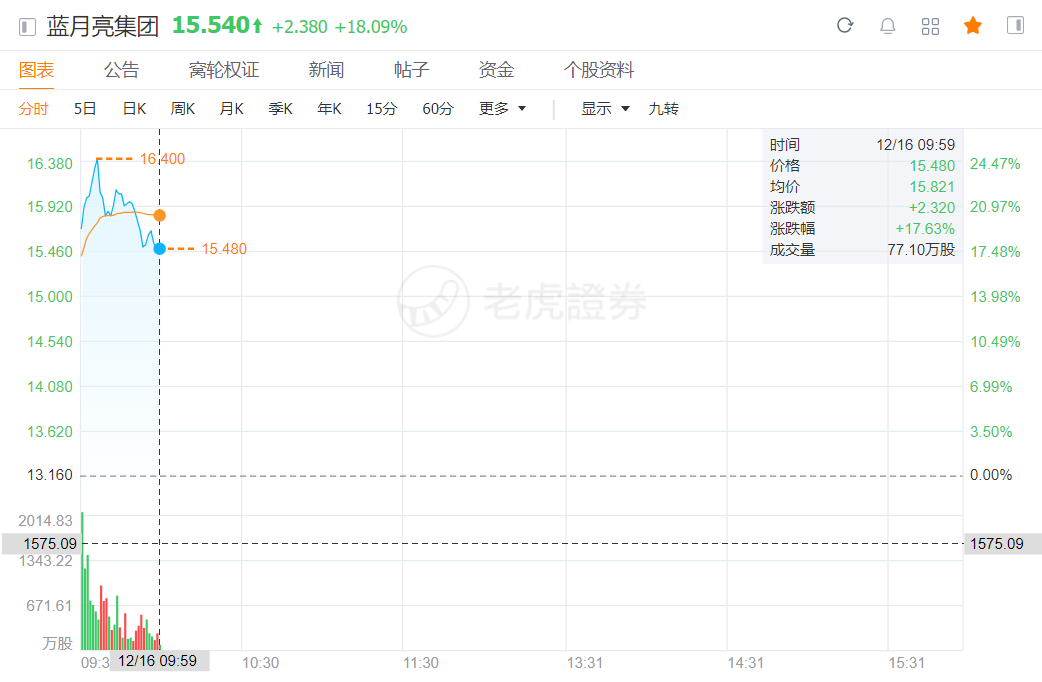 蓝月亮集团 15.540 +2.380 +18.09%
图表 公告 窝轮权证 新闻 帖子 资金 个股资料
分时 5日 日K 周K 月K 季K 年K 15分 60分 更多 显示 九转
16.400
时间 12/16 09:59
16.380 24.47%
价格 15.480
均价 15.821
15.920 20.97%
涨跌额 +2.320
涨跌幅 +17.63%
成交量 77.10万股
15.480
15.460 17.48%
15.000 13.98%
老虎證券
14.540 10.49%
14.080 6.99%
13.620 3.50%
13.160 0.00%
2014.83
1575.09 1575.09
1343.22
671.61
万股
09:3 12/16 09:59 10:30 11:30 13:31 14:31 15:31